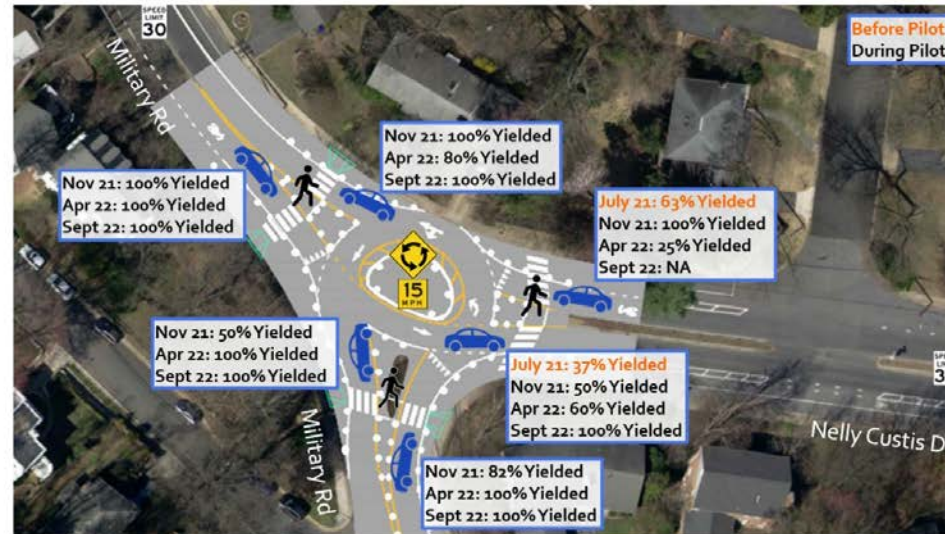 SPEED
LIMIT
30
Military Rd
Before Pilot
During Pilot
Nov 21: 100% Yielded
Apr 22: 80% Yielded
Sept 22: 100% Yielded
Nov 21: 100% Yielded
Apr 22: 100% Yielded
Sept 22: 100% Yielded
July 21: 63% Yielded
Nov 21: 100% Yielded
Apr 22: 25% Yielded
Sept 22: NA
15
MPH
Nov 21: 50% Yielded
Apr 22: 100% Yielded
Sept 22: 100% Yielded
July 21: 37% Yielded
Nov 21: 50% Yielded
Apr 22: 60% Yielded
Sept 22: 100% Yielded
Military Rd
Nelly Custis D
Nov 21: 82% Yielded
Apr 22: 100% Yielded
Sept 22: 100% Yielded